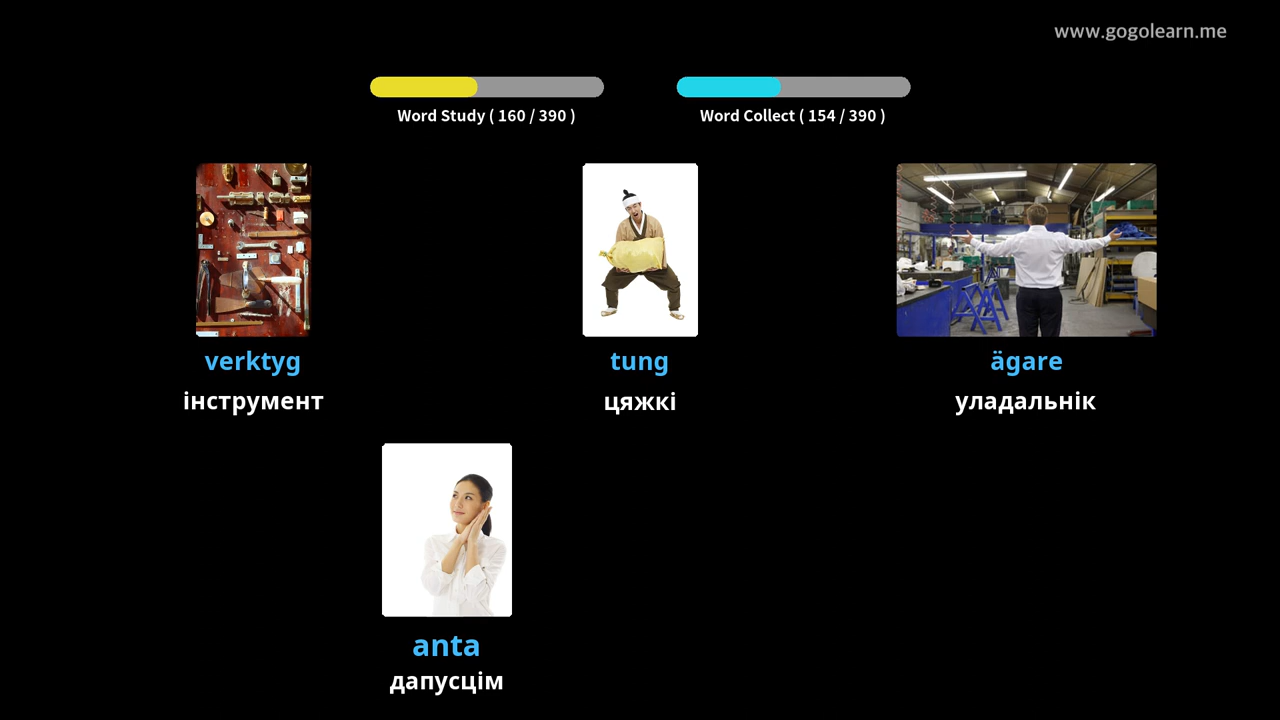 www.gogolearn.me
Word Study ( 160 / 390 )
Word Collect ( 154 / 390 )
verktyg
інструмент
tung
цяжкі
ägare
уладальнік
anta
дапусцім